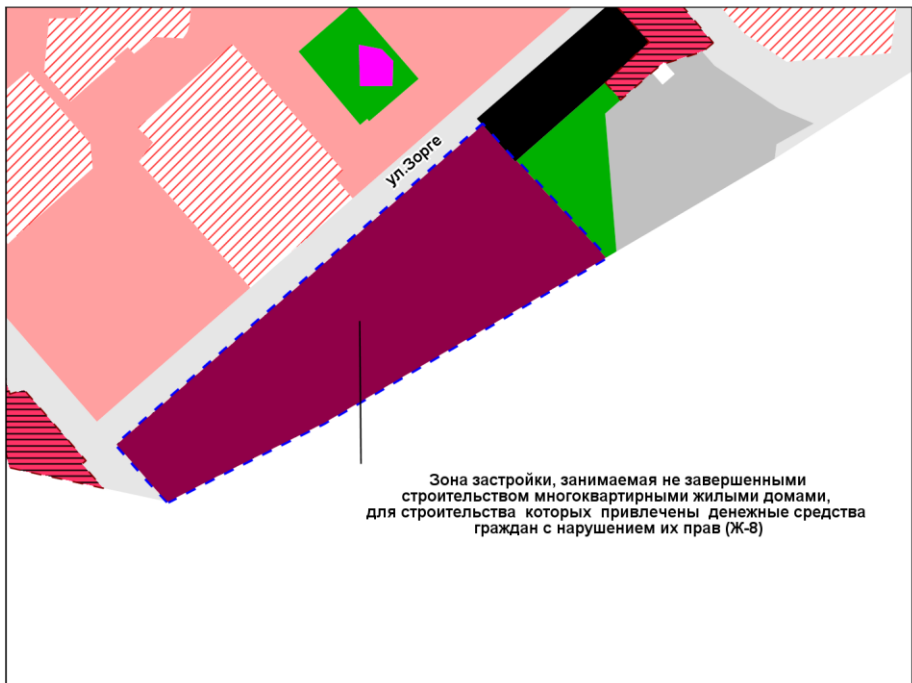 ул.Зорге
Зона застройки, занимаемая не завершенными
строительством многоквартирными жилыми домами,
для строительства которых привлечены денежные средства
граждан с нарушением их прав (Ж-8)